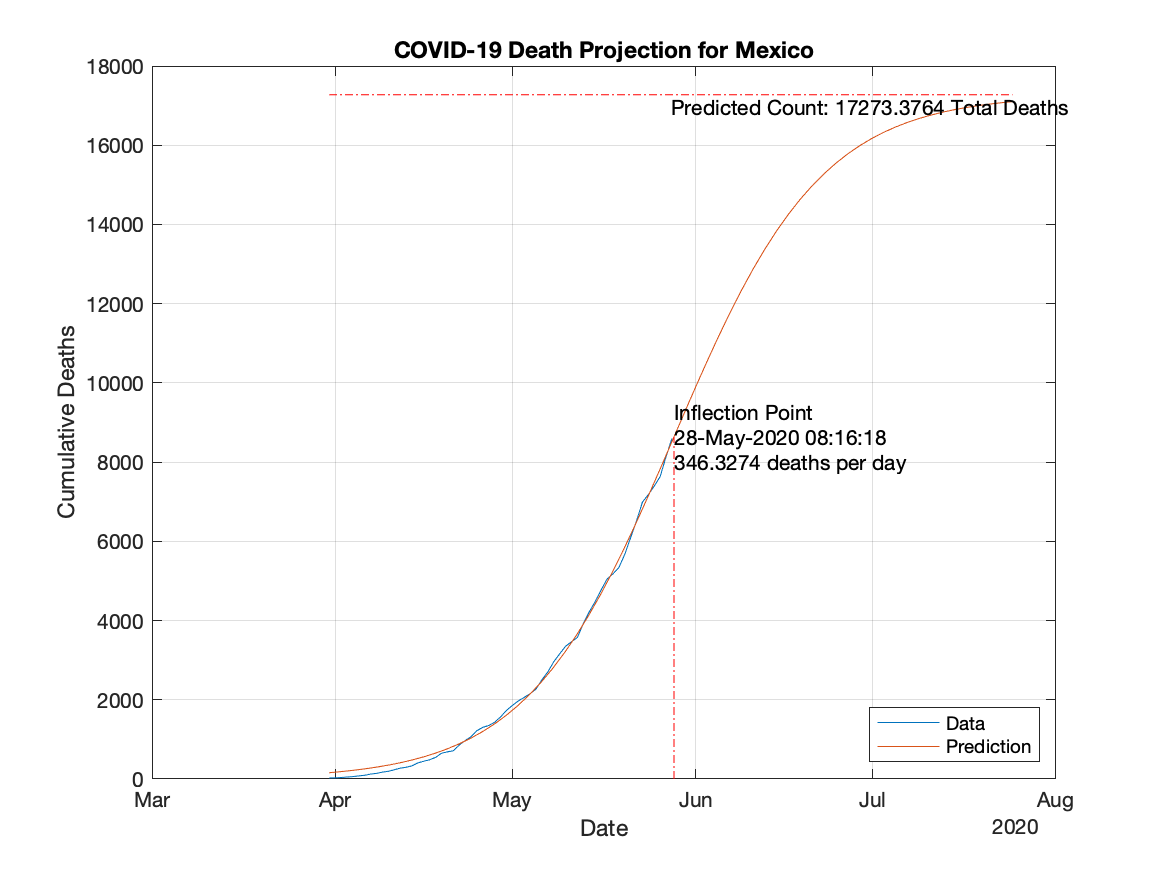 COVID-19 Death Projection for Mexico
18000
16000
14000
12000
10000
8000
6000
4000
2000
0
Cumulative Deaths
Predicted Count: 17273.3764 Total Deaths
Inflection Point
28-May-2020 08:16:18
346.3274 deaths per day
Data
Prediction
Mar Apr May Jun Jul Aug
Date
2020